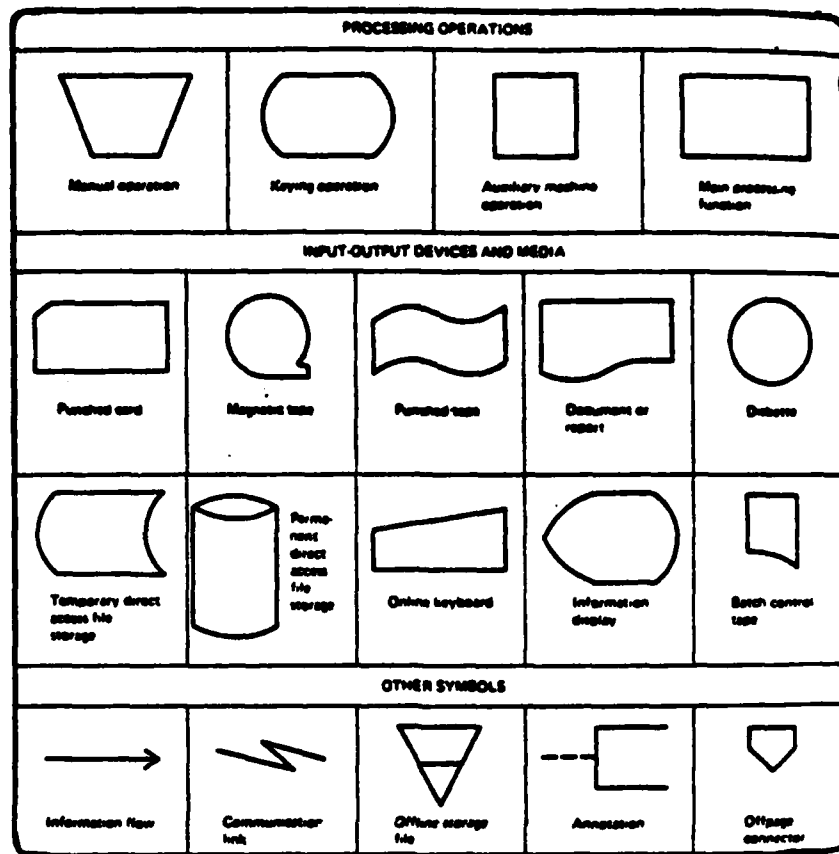 PROCESSING OPERATIONS
Manual operation
Keying operation
Auxiliary machine
operation
Main processing
function
INPUT-OUTPUT DEVICES AND MEDIA
Punched card
Magnetic tape
Punched tape
Document or
report
Diskette
Temporary direct
access file
storage
Perma-
nent
direct
access
file
storage
Online keyboard
Information
display
Batch control
tape
OTHER SYMBOLS
Information flow
Communication
link
Offline storage
file
Annotation
Offpage
connector